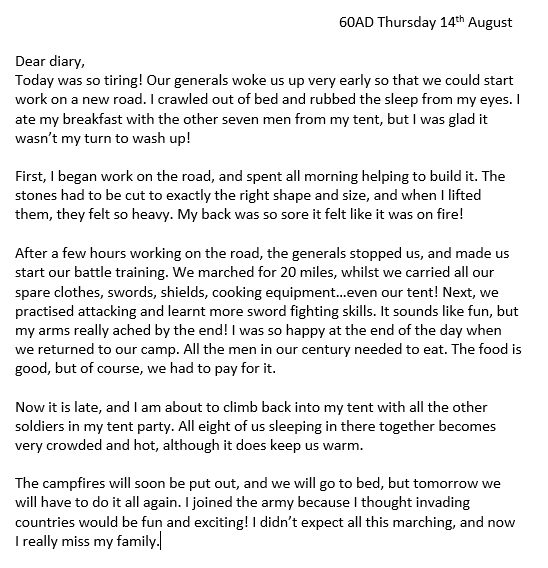 60AD Thursday 14th August
Dear diary,
Today was so tiring! Our generals woke us up very early so that we could start
work on a new road. I crawled out of bed and rubbed the sleep from my eyes. I
ate my breakfast with the other seven men from my tent, but I was glad it
wasn’t my turn to wash up!
First, I began work on the road, and spent all morning helping to build it. The
stones had to be cut to exactly the right shape and size, and when I lifted
them, they felt so heavy. My back was so sore it felt like it was on fire!
After a few hours working on the road, the generals stopped us, and made us
start our battle training. We marched for 20 miles, whilst we carried all our
spare clothes, swords, shields, cooking equipment…even our tent! Next, we
practised attacking and learnt more sword fighting skills. It sounds like fun, but
my arms really ached by the end! I was so happy at the end of the day when
we returned to our camp. All the men in our century needed to eat. The food is
good, but of course, we had to pay for it.
Now it is late, and I am about to climb back into my tent with all the other
soldiers in my tent party. All eight of us sleeping in there together becomes
very crowded and hot, although it does keep us warm.
The campfires will soon be put out, and we will go to bed, but tomorrow we
will have to do it all again. I joined the army because I thought invading
countries would be fun and exciting! I didn’t expect all this marching, and now
I really miss my family.